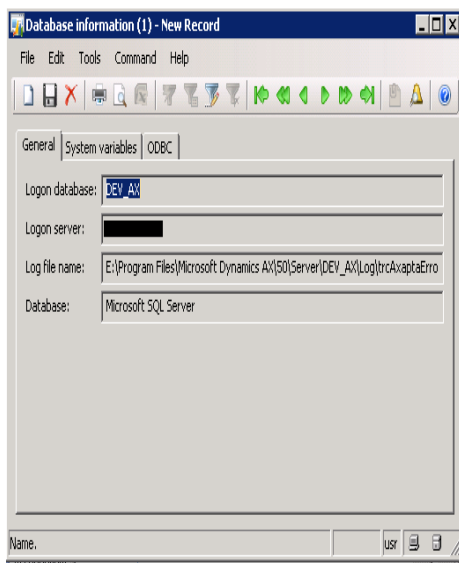 Database information (1) - New Record
File Edit Tools Command Help
General System variables ODBC
Logon database: DEV_AX
Logon server:
Log file name: E:\Program Files\Microsoft Dynamics AX\50\Server\DEV_AX\Log\trcAxaptaErro
Database: Microsoft SQL Server
Name. usr